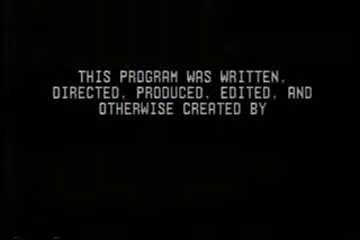 THIS PROGRAM WAS WRITTEN,
DIRECTED, PRODUCED, EDITED, AND
OTHERWISE CREATED BY